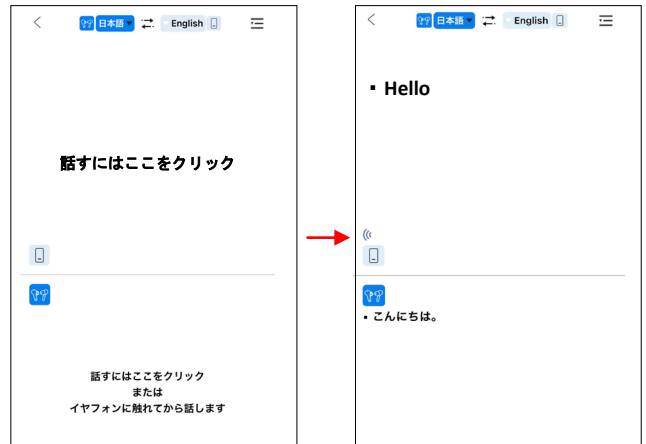 日本語 English
話すにはここをクリック
話すにはここをクリック
または
イヤフォンに触れてから話します
日本語 English
▪ Hello
▪ こんにちは。